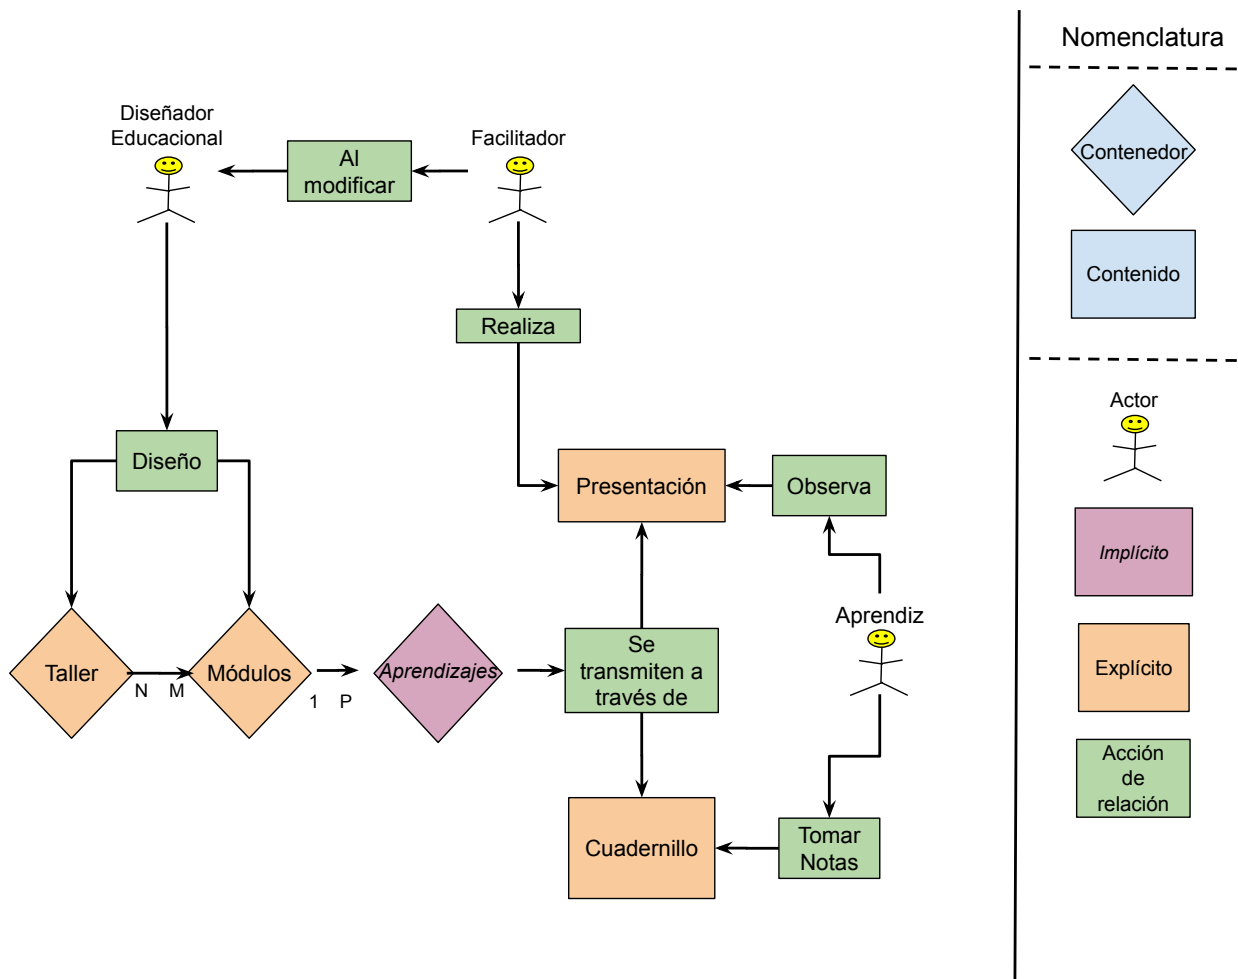 Nomenclatura
Diseñador
Educacional
Al
modificar
Facilitador
Realiza
Diseño
Presentación
Observa
Taller
N
M
Módulos
1
P
Aprendizajes
Se
transmiten a
través de
Aprendiz
Cuadernillo
Tomar
Notas
Contenedor
Contenido
Actor
Implícito
Explícito
Acción
de
relación